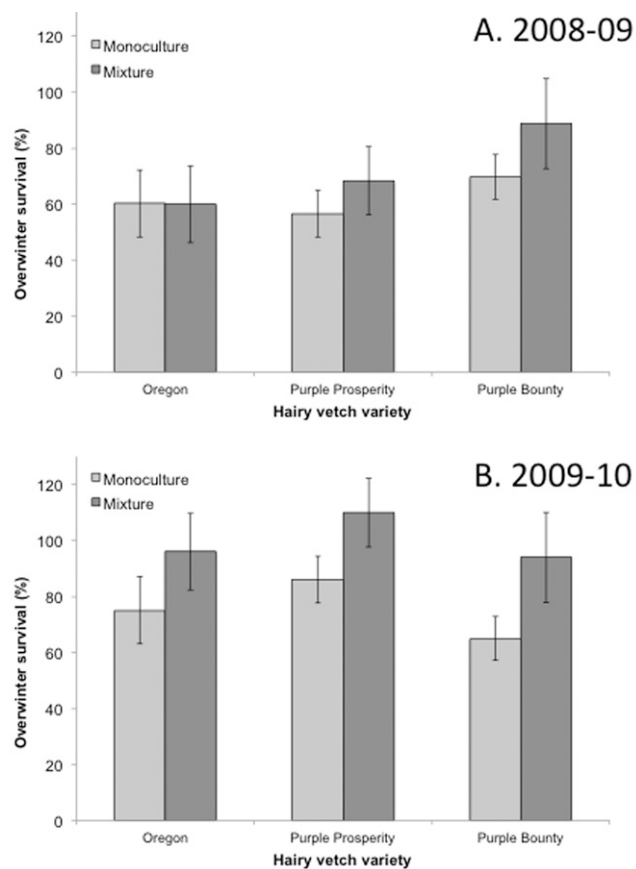 A. 2008-09
Monoculture
Mixture
Overwinter survival (%)
120
100
80
60
40
20
0
Oregon Purple Prosperity Purple Bounty
Hairy vetch variety
B. 2009-10
Monoculture
Mixture
Overwinter survival (%)
120
100
80
60
40
20
0
Oregon Purple Prosperity Purple Bounty
Hairy vetch variety